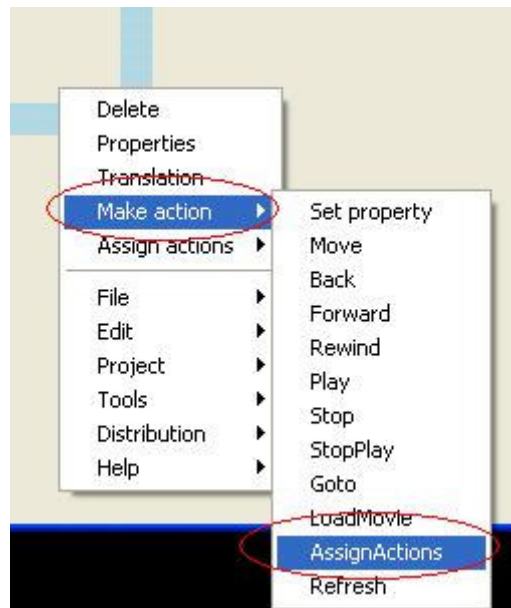 Delete
Properties
Translation
Make action
Assign actions
File
Edit
Project
Tools
Distribution
Help
Set property
Move
Back
Forward
Rewind
Play
Stop
StopPlay
Goto
LoadMovie
AssignActions
Refresh